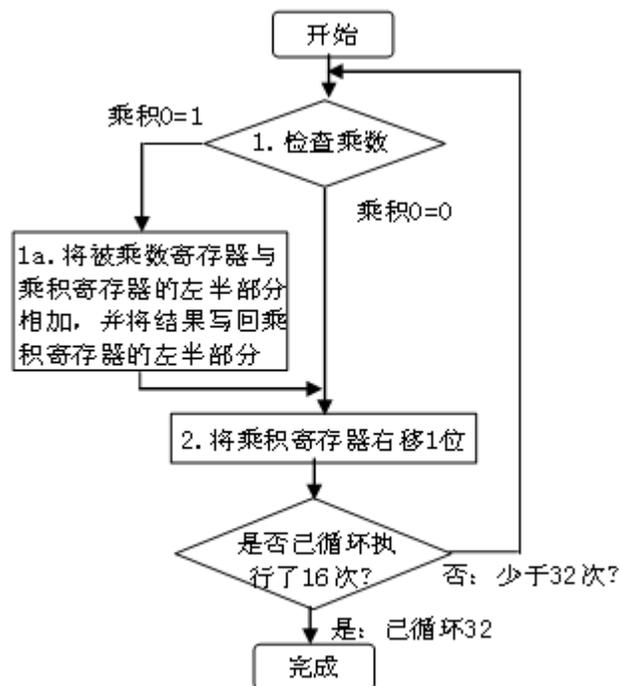 开始
乘积0=1
1.检查乘数
乘积0=0
1a.将被乘数寄存器与
乘积寄存器的左半部分
相加，并将结果写回乘
积寄存器的左半部分
2.将乘积寄存器右移1位
是否已循环执
行了16次?
否：少于32次?
是：已循环32
完成